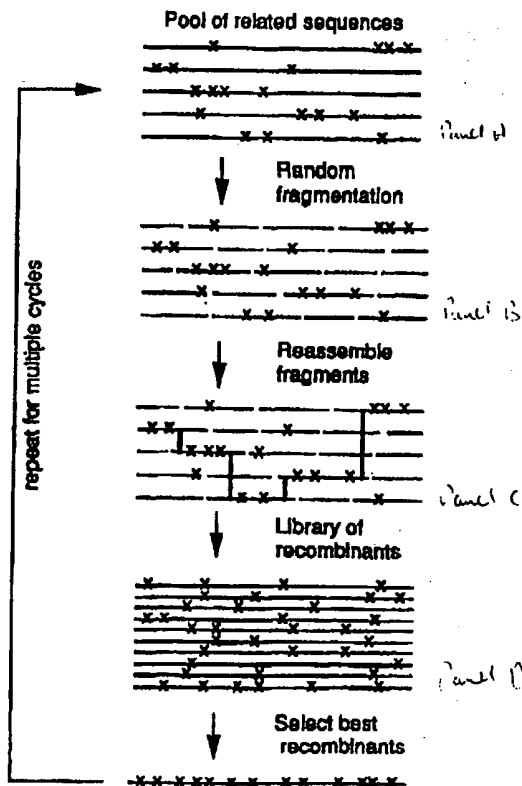 Pool of related sequences
Panel A
Random
fragmentation
Panel B
Reassemble
fragments
Panel C
Library of
recombinants
Panel D
Select best
recombinants
repeat for multiple cycles